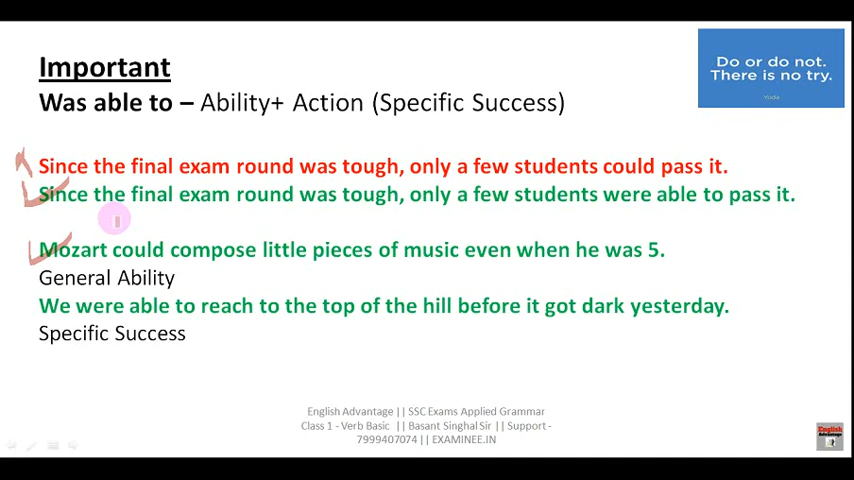 Important
Do or do not.
There is no try.
Yoda
Was able to – Ability+ Action (Specific Success)
Since the final exam round was tough, only a few students could pass it.
Since the final exam round was tough, only a few students were able to pass it.
Mozart could compose little pieces of music even when he was 5.
General Ability
We were able to reach to the top of the hill before it got dark yesterday.
Specific Success
English Advantage || SSC Exams Applied Grammar
Class 1 - Verb Basic || Basant Singhal Sir || Support -
7999407074 || EXAMINEE.IN
English
Advantage